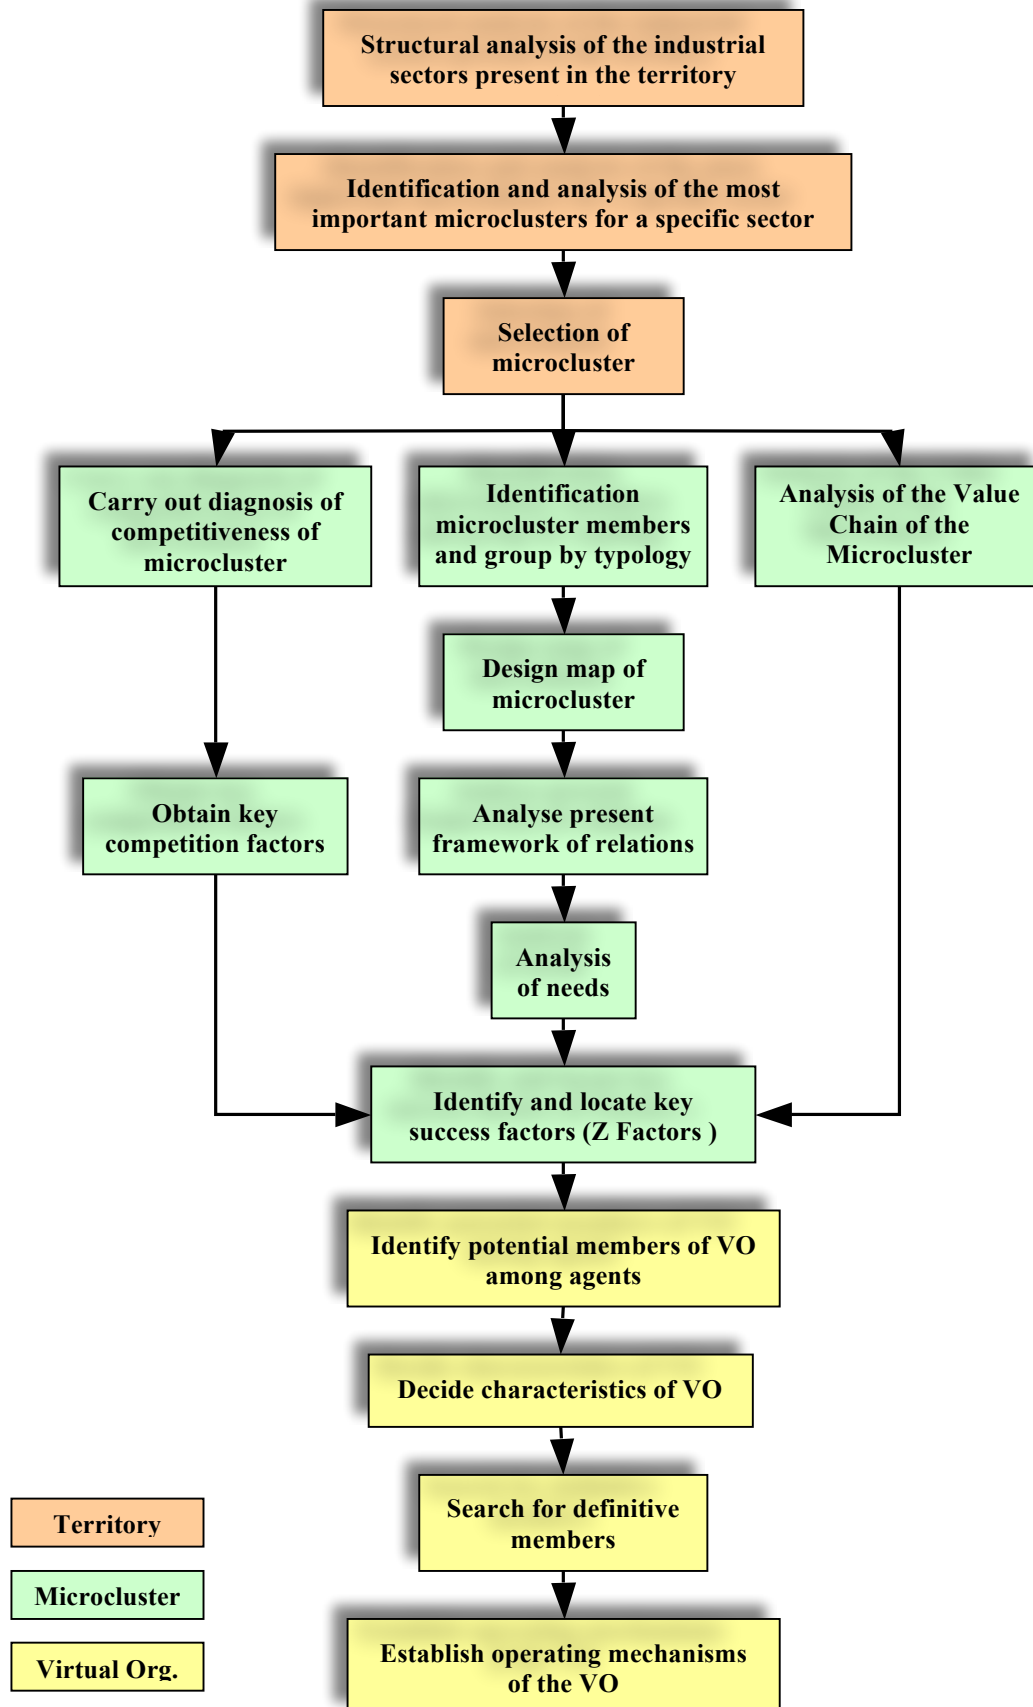 Structural analysis of the industrial
sectors present in the territory
Identification and analysis of the most
important microclusters for a specific sector
Selection of
microcluster
Carry out diagnosis of
competitiveness of
microcluster
Identification
microcluster members
and group by typology
Analysis of the Value
Chain of the
Microcluster
Design map of
microcluster
Obtain key
competition factors
Analyse present
framework of relations
Analysis
of needs
Identify and locate key
success factors (Z Factors )
Identify potential members of VO
among agents
Decide characteristics of VO
Search for definitive
members
Establish operating mechanisms
of the VO
Territory
Microcluster
Virtual Org.